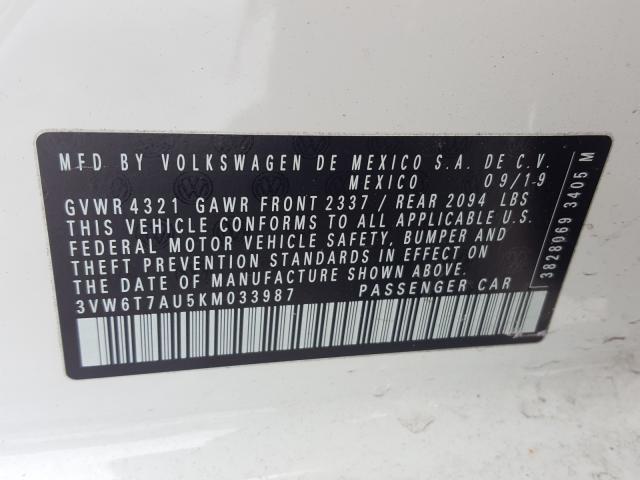 MFD BY VOLKSWAGEN DE MEXICO S.A. DE C.V.
MEXICO 09/19
GVWR 4321 GAWR FRONT 2337 / REAR 2094 LBS
THIS VEHICLE CONFORMS TO ALL APPLICABLE U.S.
FEDERAL MOTOR VEHICLE SAFETY, BUMPER AND
THEFT PREVENTION STANDARDS IN EFFECT ON
THE DATE OF MANUFACTURE SHOWN ABOVE.
3VW6T7AU5KM033987 PASSENGER CAR
3828069 3405 M